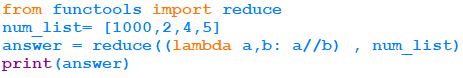 from functools import reduce
num_list= [1000,2,4,5]
answer = reduce((lambda a,b: a//b) , num_list)
print(answer)